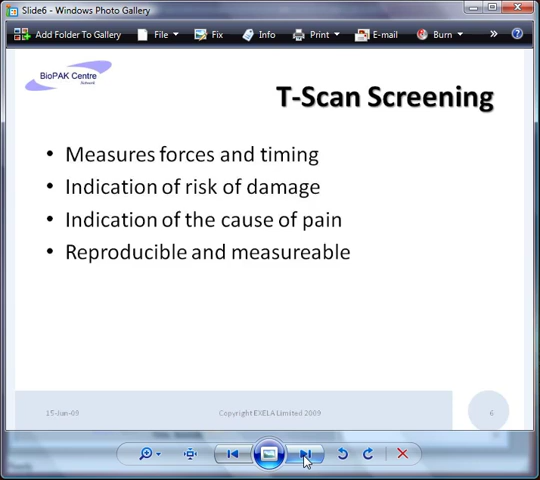 Slide6 - Windows Photo Gallery
Add Folder To Gallery File Fix Info Print E-mail Burn » ?
BioPAK Centre
T-Scan Screening
• Measures forces and timing
• Indication of risk of damage
• Indication of the cause of pain
• Reproducible and measureable
15-Jun-09 Copyright EXELA Limited 2009 6